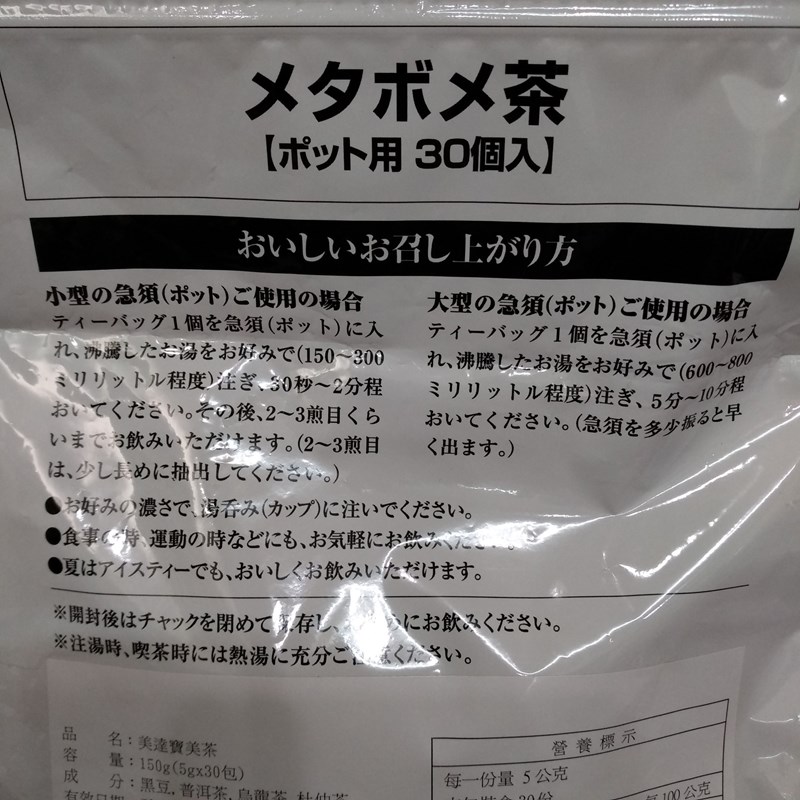 メタボメ茶
【ポット用 30個入】
おいしいお召し上がり方
小型の急須(ポット)ご使用の場合
ティーバッグ1個を急須(ポット)に入
れ、沸騰したお湯をお好みで(150〜300
ミリリットル程度)注ぎ、30秒〜2分程
おいてください。その後、2〜3煎目くら
いまでお飲みいただけます。(2〜3煎目
は、少し長めに抽出してください。)
大型の急須(ポット)ご使用の場合
ティーバッグ1個を急須(ポット)に入
れ、沸騰したお湯をお好みで(600〜800
ミリリットル程度)注ぎ、5分〜10分程
おいてください。(急須を多少振ると早
く出ます。)
●お好みの濃さで、湯呑み(カップ)に注いでください。
●食事の時、運動の時などにも、お気軽にお飲みください。
●夏はアイスティーでも、おいしくお飲みいただけます。
※開封後はチャックを閉めて保存し、にお飲みください。
※注湯時、喫茶時には熱湯に充分ご注意ください。
品 名:美達寶美茶
容 量:150g(5gx30包)
成 分:黑豆,普洱茶,烏龍茶,杜仲茶
有效日期
營養標示
每一份量 5公克
本包裝含 30份
每100公克